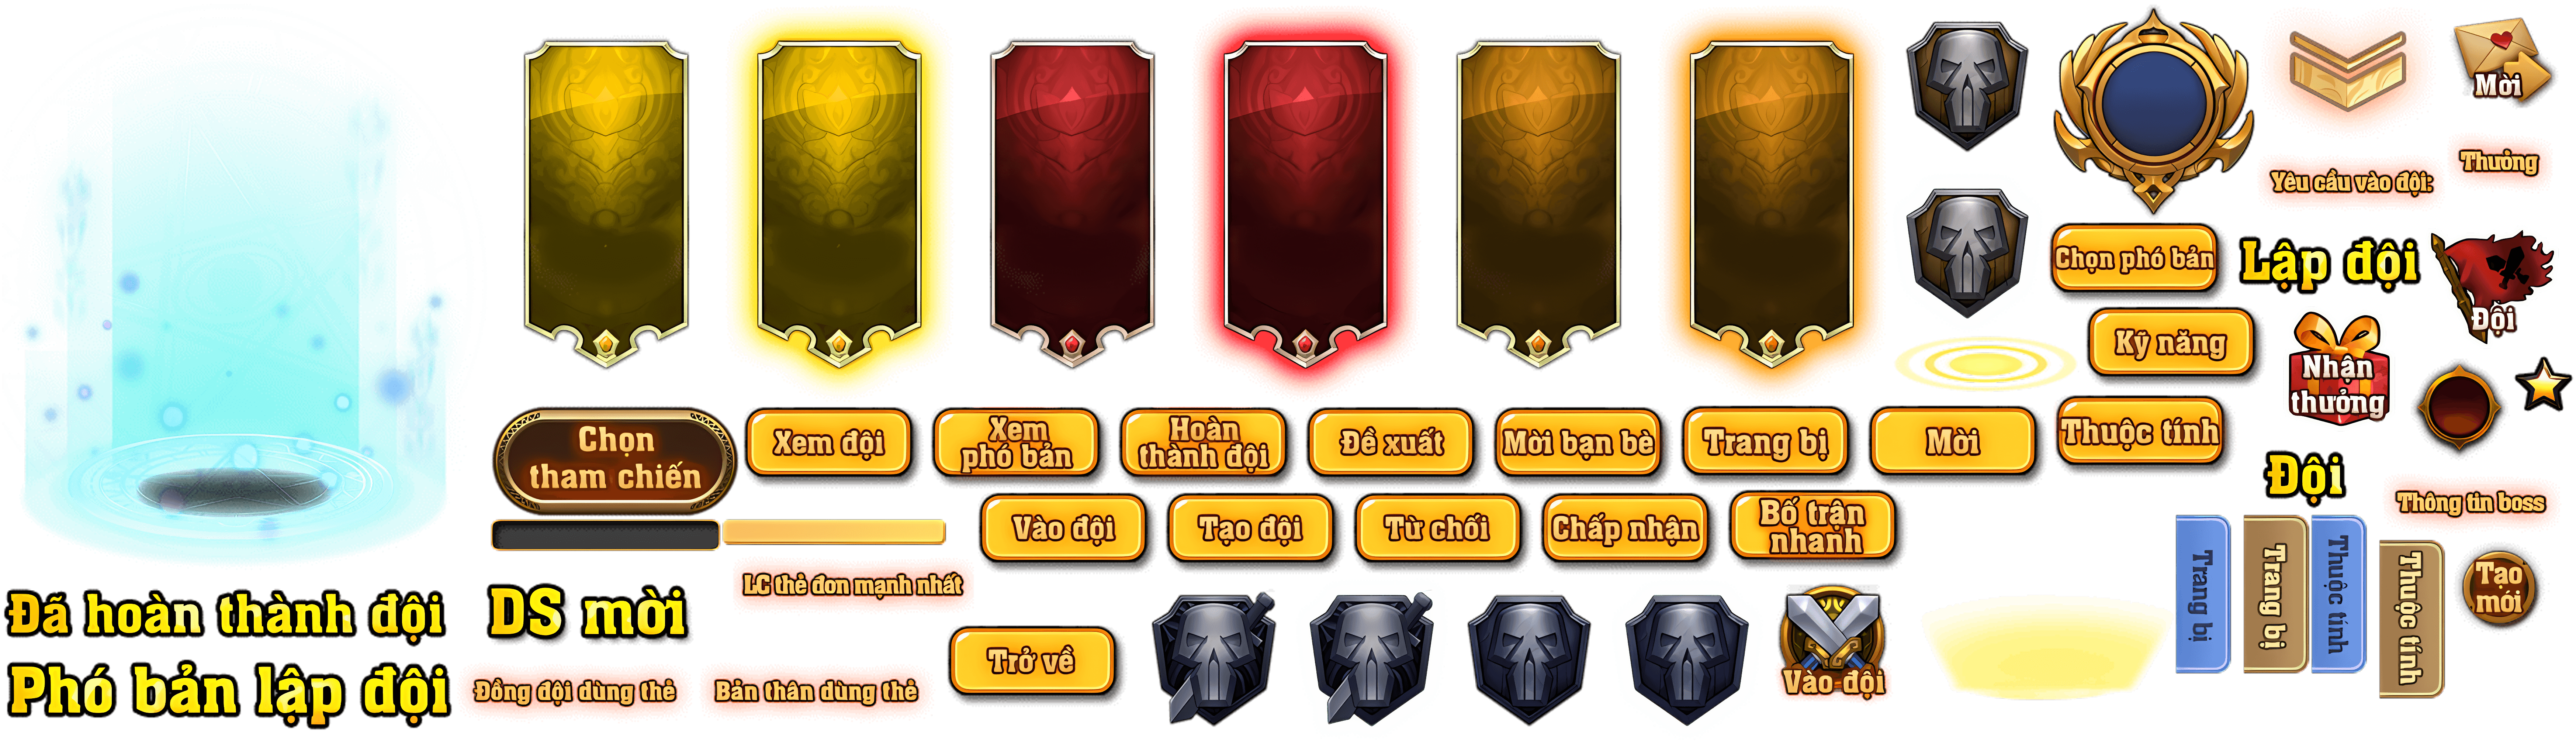 Mời
Thưởng
Yêu cầu vào đội:
Chọn phó bản
Lập đội
Đội
Kỹ năng
Nhận
thưởng
Chọn
tham chiến
Xem đội
Xem
phó bản
Hoàn
thành đội
Đề xuất
Mời bạn bè
Trang bị
Mời
Thuộc tính
Đội
Thông tin boss
Vào đội
Tạo đội
Từ chối
Chấp nhận
Bố trận
nhanh
Trang bị
Trang bị
Thuộc tính
Thuộc tính
Tạo
mới
LC thẻ đơn mạnh nhất
Đã hoàn thành đội
DS mời
Trở về
Vào đội
Phó bản lập đội
Đồng đội dùng thẻ
Bản thân dùng thẻ